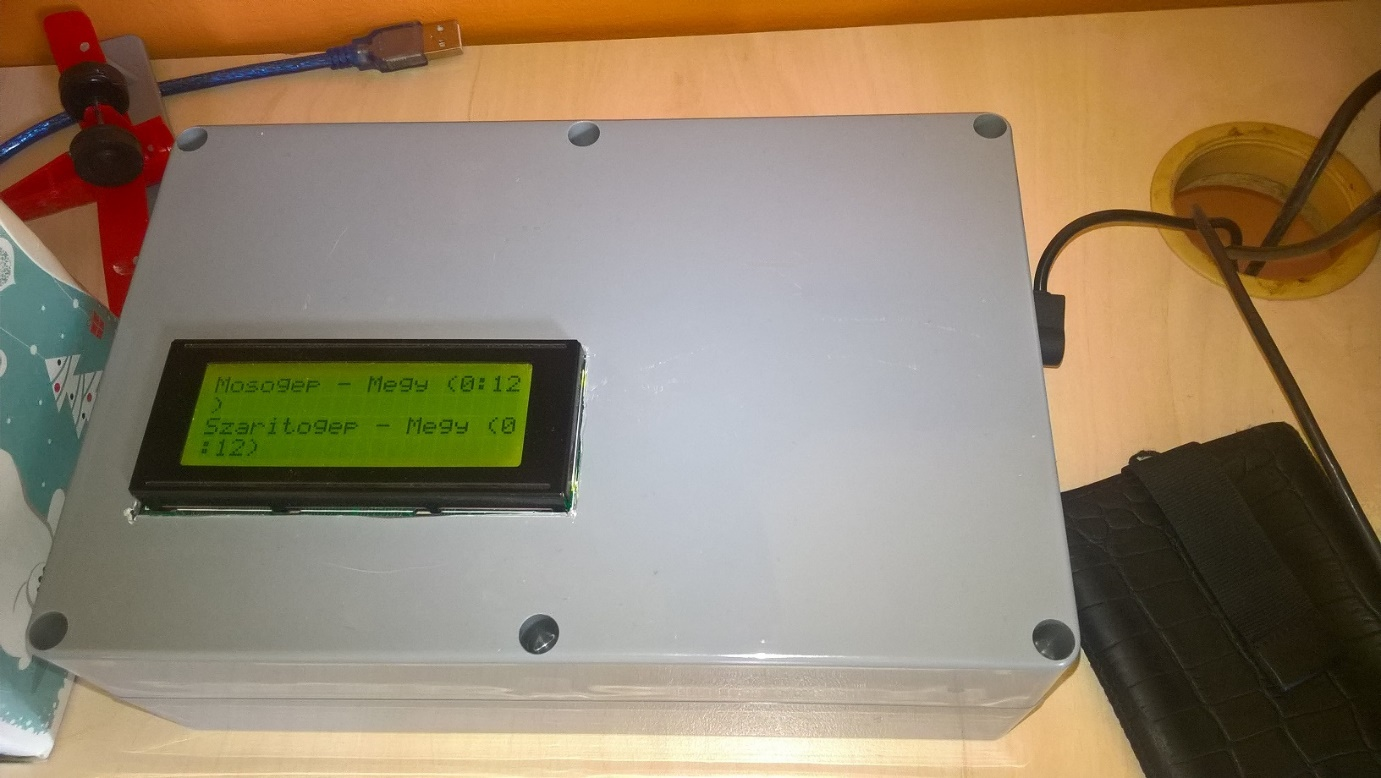 Mosogep - Megy (0:12
)
Szaritogep - Megy (0
:12)